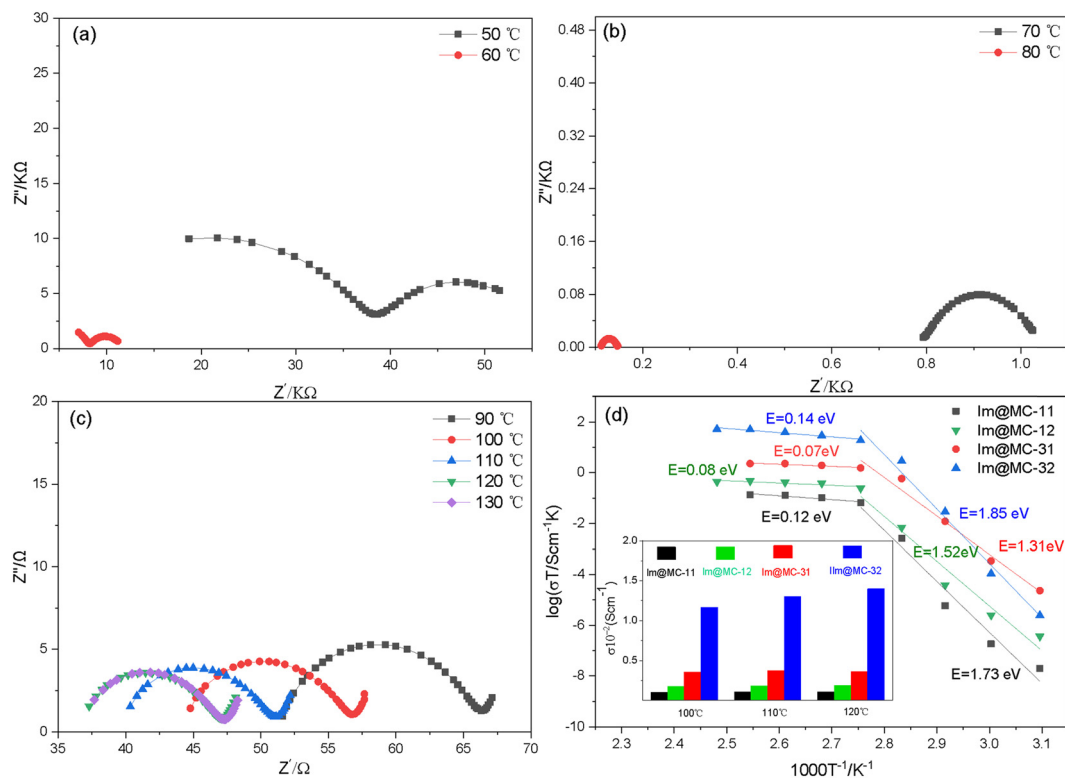 (a)
50 ℃
60 ℃
30
25
20
15
10
5
0
Z"/KΩ
10
20
30
40
50
Z'/KΩ
(b)
70 ℃
80 ℃
0.48
0.40
0.32
0.24
0.16
0.08
0.00
Z"/KΩ
0.2
0.4
0.6
0.8
1.0
Z'/KΩ
(c)
90 ℃
100 ℃
110 ℃
120 ℃
130 ℃
20
15
10
5
0
Z"/Ω
35
40
45
50
55
60
65
70
Z'/Ω
(d)
Im@MC-11
Im@MC-12
Im@MC-31
Im@MC-32
E=0.14 eV
E=0.07eV
E=0.08 eV
E=0.12 eV
E=1.85 eV
E=1.31eV
E=1.52eV
E=1.73 eV
2
0
-2
-4
-6
-8
-10
log(σT/Scm⁻¹K)
2.0
1.5
1.0
0.5
σ10⁻²(Scm⁻¹)
Im@MC-11
Im@MC-12
Im@MC-31
IIm@MC-32
100℃
110℃
120℃
2.3
2.4
2.5
2.6
2.7
2.8
2.9
3.0
3.1
1000T⁻¹/K⁻¹